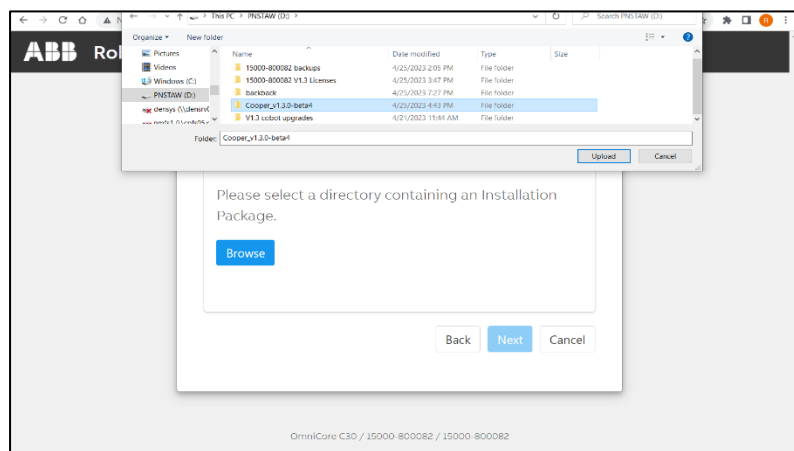 This PC > PNSTAW (D:) >
Search PNSTAW (D:)
Organize
New folder
ABB Rol
Pictures
Videos
Windows (C:)
PNSTAW (D:)
Name
Date modified
Type
Size
15000-800082 backups 4/25/2023 2:05 PM File folder
15000-800082 V1.3 Licenses 4/25/2023 3:47 PM File folder
backback 4/25/2023 7:27 PM File folder
Cooper_v1.3.0-beta4 4/25/2023 4:43 PM File folder
V1.3 cobot upgrades 4/21/2023 11:44 AM File folder
Folder: Cooper_v1.3.0-beta4
Upload
Cancel
Please select a directory containing an Installation
Package.
Browse
Back
Next
Cancel
OmniCore C30 / 15000-800082 / 15000-800082